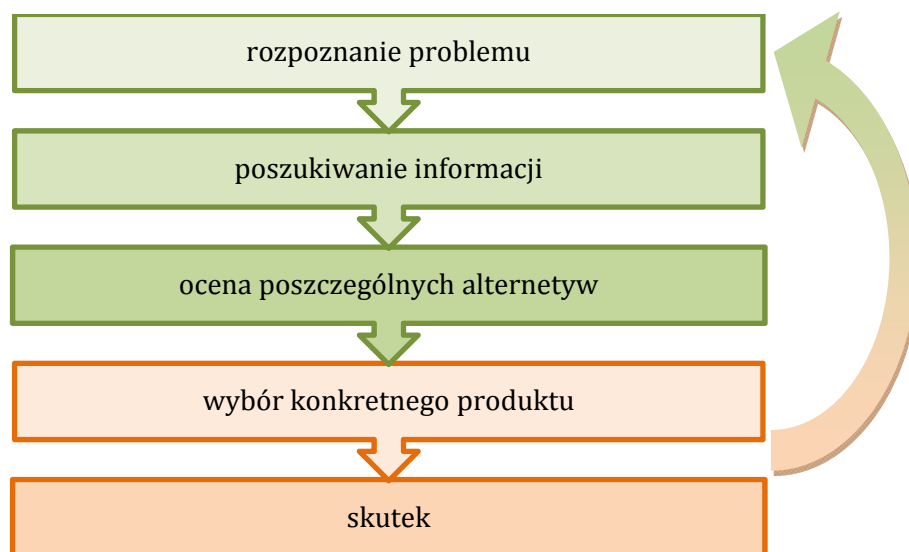 rozpoznanie problemu
poszukiwanie informacji
ocena poszczególnych alternetyw
wybór konkretnego produktu
skutek